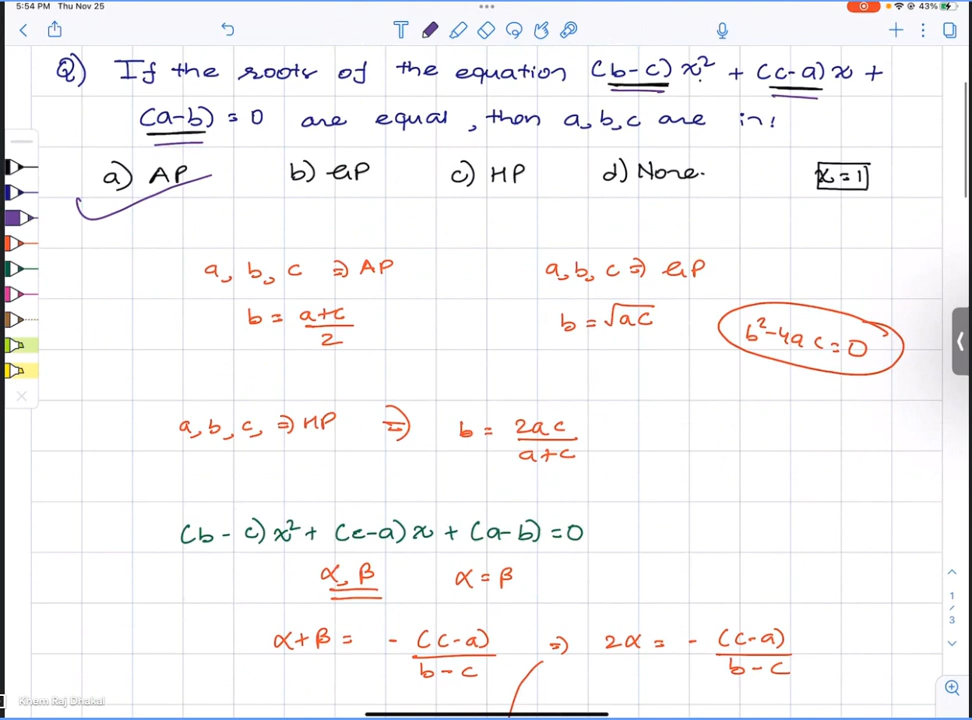 5:54 PM Thu Nov 25
43%
Q) If the roots of the equation (b-c)x² + (c-a)x +
(a-b) = 0 are equal, then a, b, c are in:
a) AP b) GP c) HP d) None. x = 1
a, b, c ⇒ AP a, b, c ⇒ GP
b = a+c/2 b = √ac b²-4ac = 0
a, b, c, ⇒ HP ⇒ b = 2ac/a+c
(b - c)x² + (c-a)x + (a-b) = 0
α, β α = β
α+β = - (c-a)/b-c ⇒ 2α = - (c-a)/b-c
1
/
3
Khem Raj Dhakal